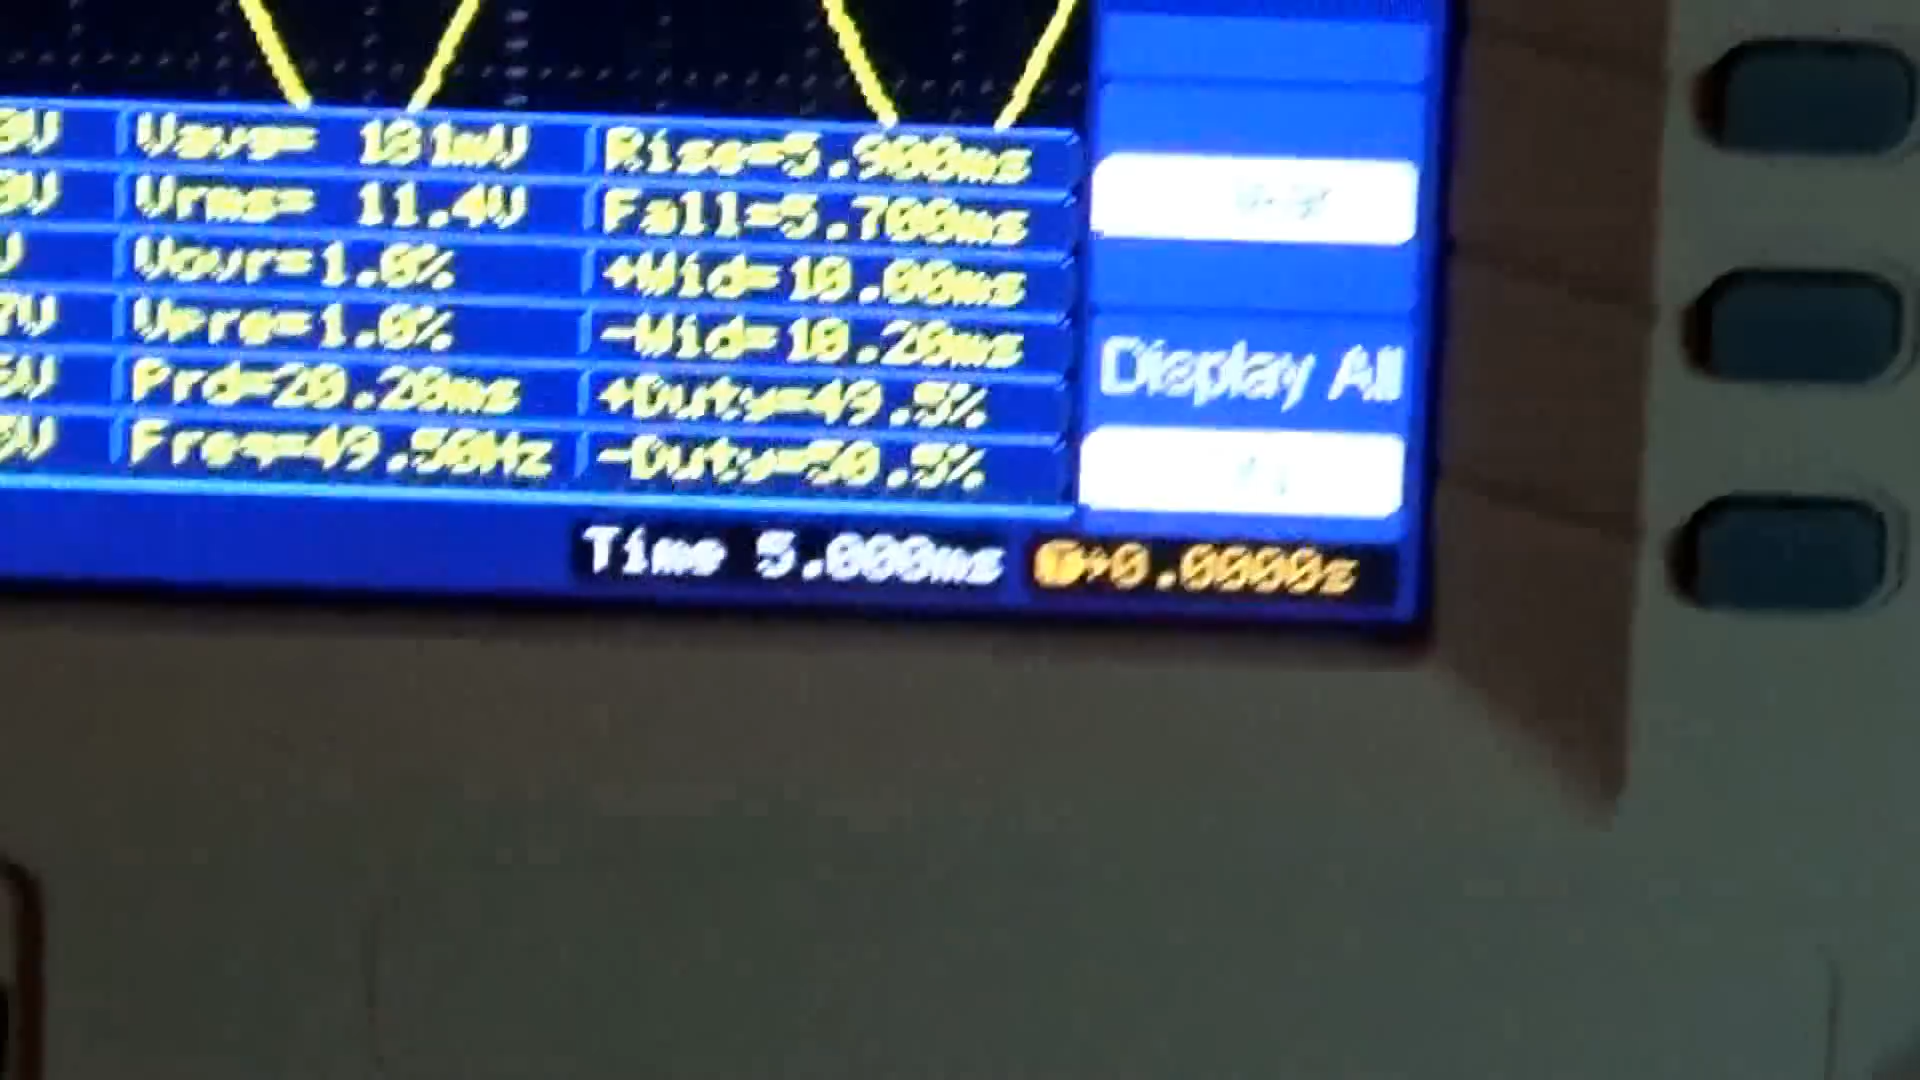 Vavg= 181mV Rise=5.900ms
Vrms= 11.4V Fall=5.700ms
Vovr=1.0% +Wid=10.00ms
Vpre=1.0% -Wid=10.20ms
Display All
Prd=20.20ms +Duty=49.5%
Freq=49.50Hz -Duty=50.5%
Time 5.000ms T→0.0000s